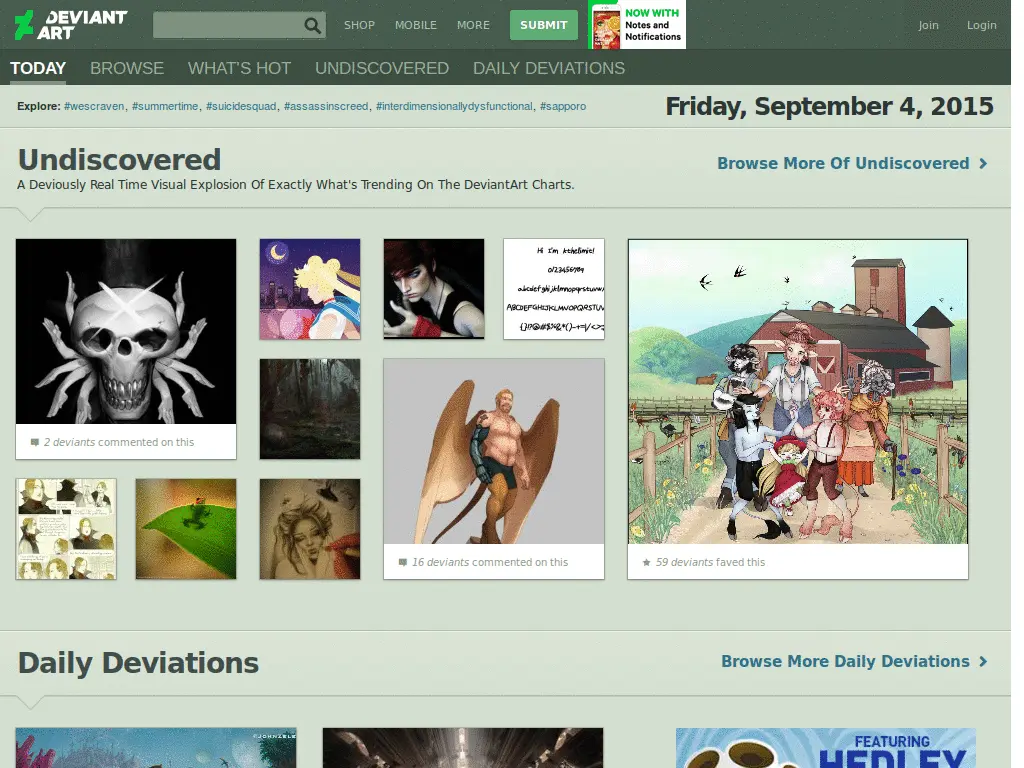 DEVIANT
ART
SHOP MOBILE MORE SUBMIT
NOW WITH
Notes and
Notifications
Join Login
TODAY BROWSE WHAT'S HOT UNDISCOVERED DAILY DEVIATIONS
Explore: #wescraven, #summertime, #suicidesquad, #assassinscreed, #interdimensionallydysfunctional, #sapporo
Friday, September 4, 2015
Undiscovered
Browse More Of Undiscovered
A Deviously Real Time Visual Explosion Of Exactly What's Trending On The DeviantArt Charts.
Hi I'm kthelimit!
0123456789
abcdefghijklmnopqrstuvw
ABCDEFGHIJKLMNOPQRSTUV
2 deviants commented on this
16 deviants commented on this
59 deviants faved this
Daily Deviations
Browse More Daily Deviations
FEATURING
HEDLEY